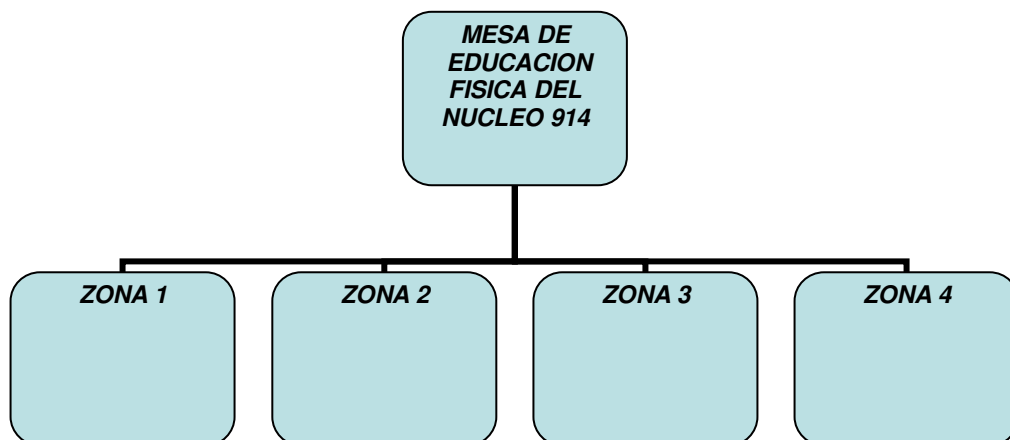 MESA DE
EDUCACION
FISICA DEL
NUCLEO 914
ZONA 1
ZONA 2
ZONA 3
ZONA 4